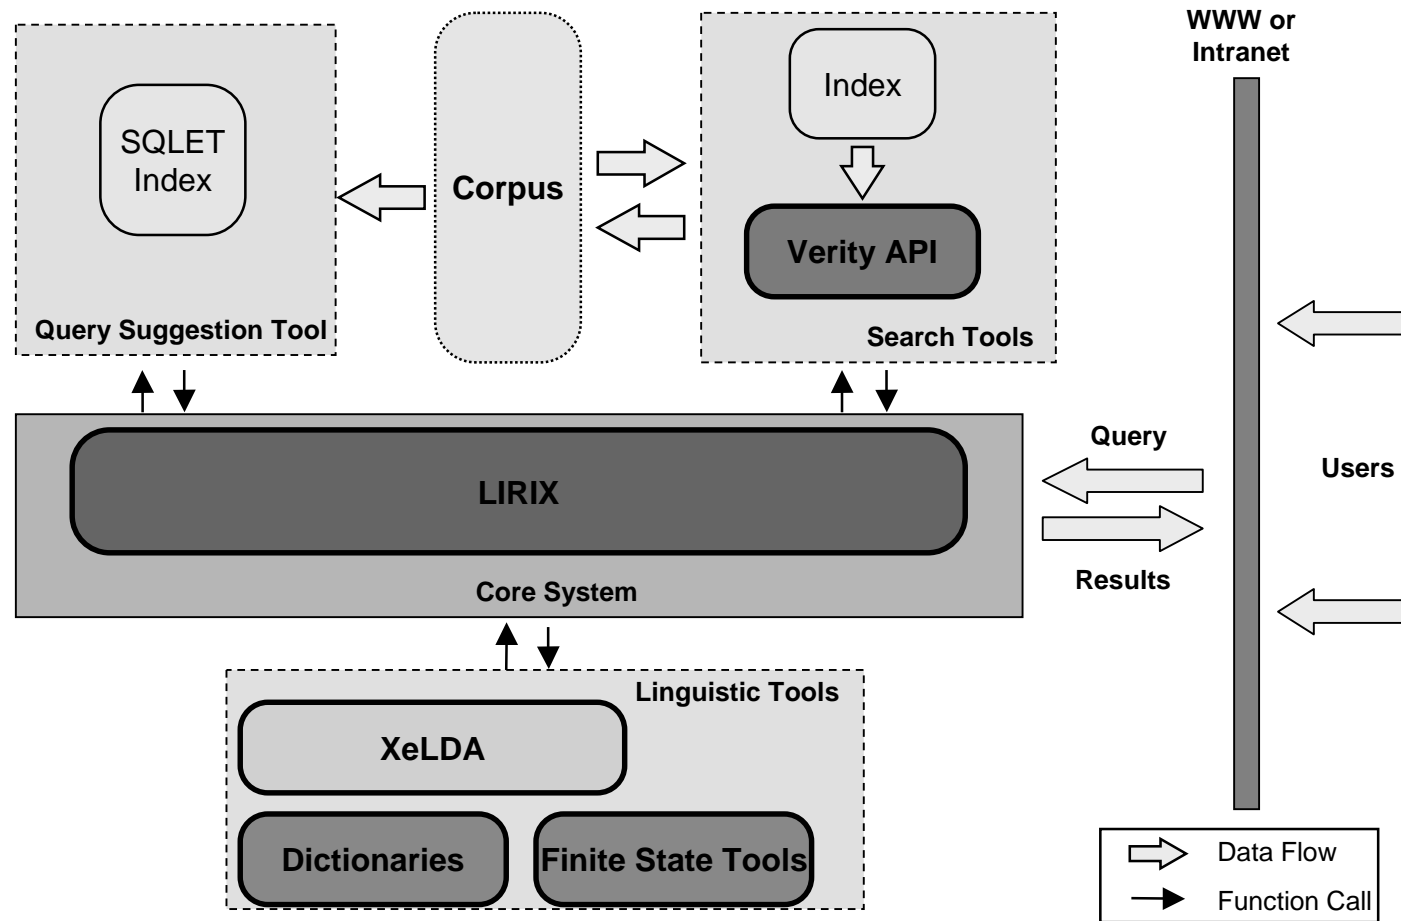 WWW or
Intranet
Index
SQLET
Index
Corpus
Verity API
Query Suggestion Tool
Search Tools
Query
Users
LIRIX
Results
Core System
Linguistic Tools
XeLDA
Dictionaries
Finite State Tools
Data Flow
Function Call